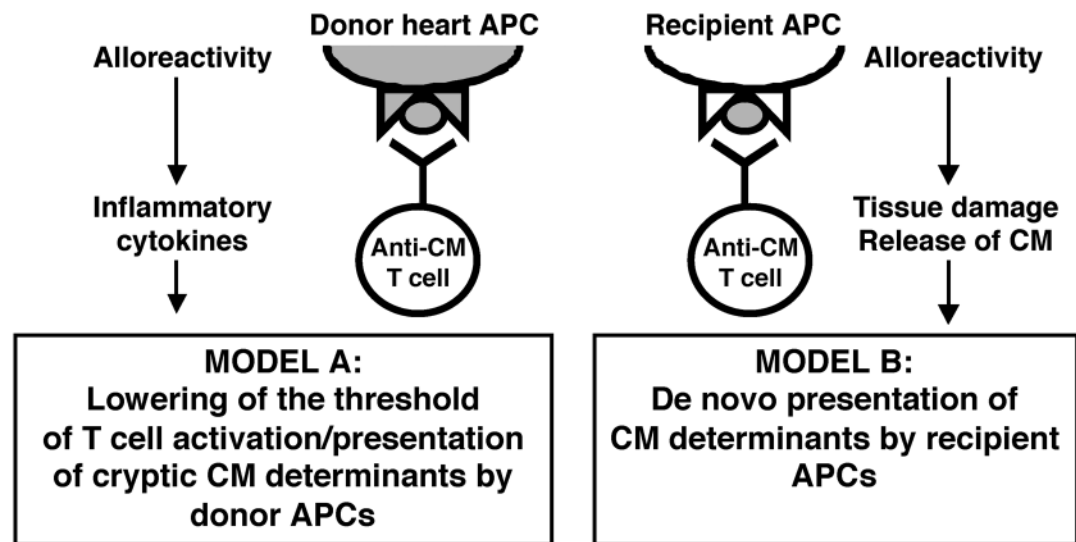 Donor heart APC
Alloreactivity
Inflammatory
cytokines
Anti-CM
T cell
MODEL A:
Lowering of the threshold
of T cell activation/presentation
of cryptic CM determinants by
donor APCs
Recipient APC
Alloreactivity
Anti-CM
T cell
Tissue damage
Release of CM
MODEL B:
De novo presentation of
CM determinants by recipient
APCs